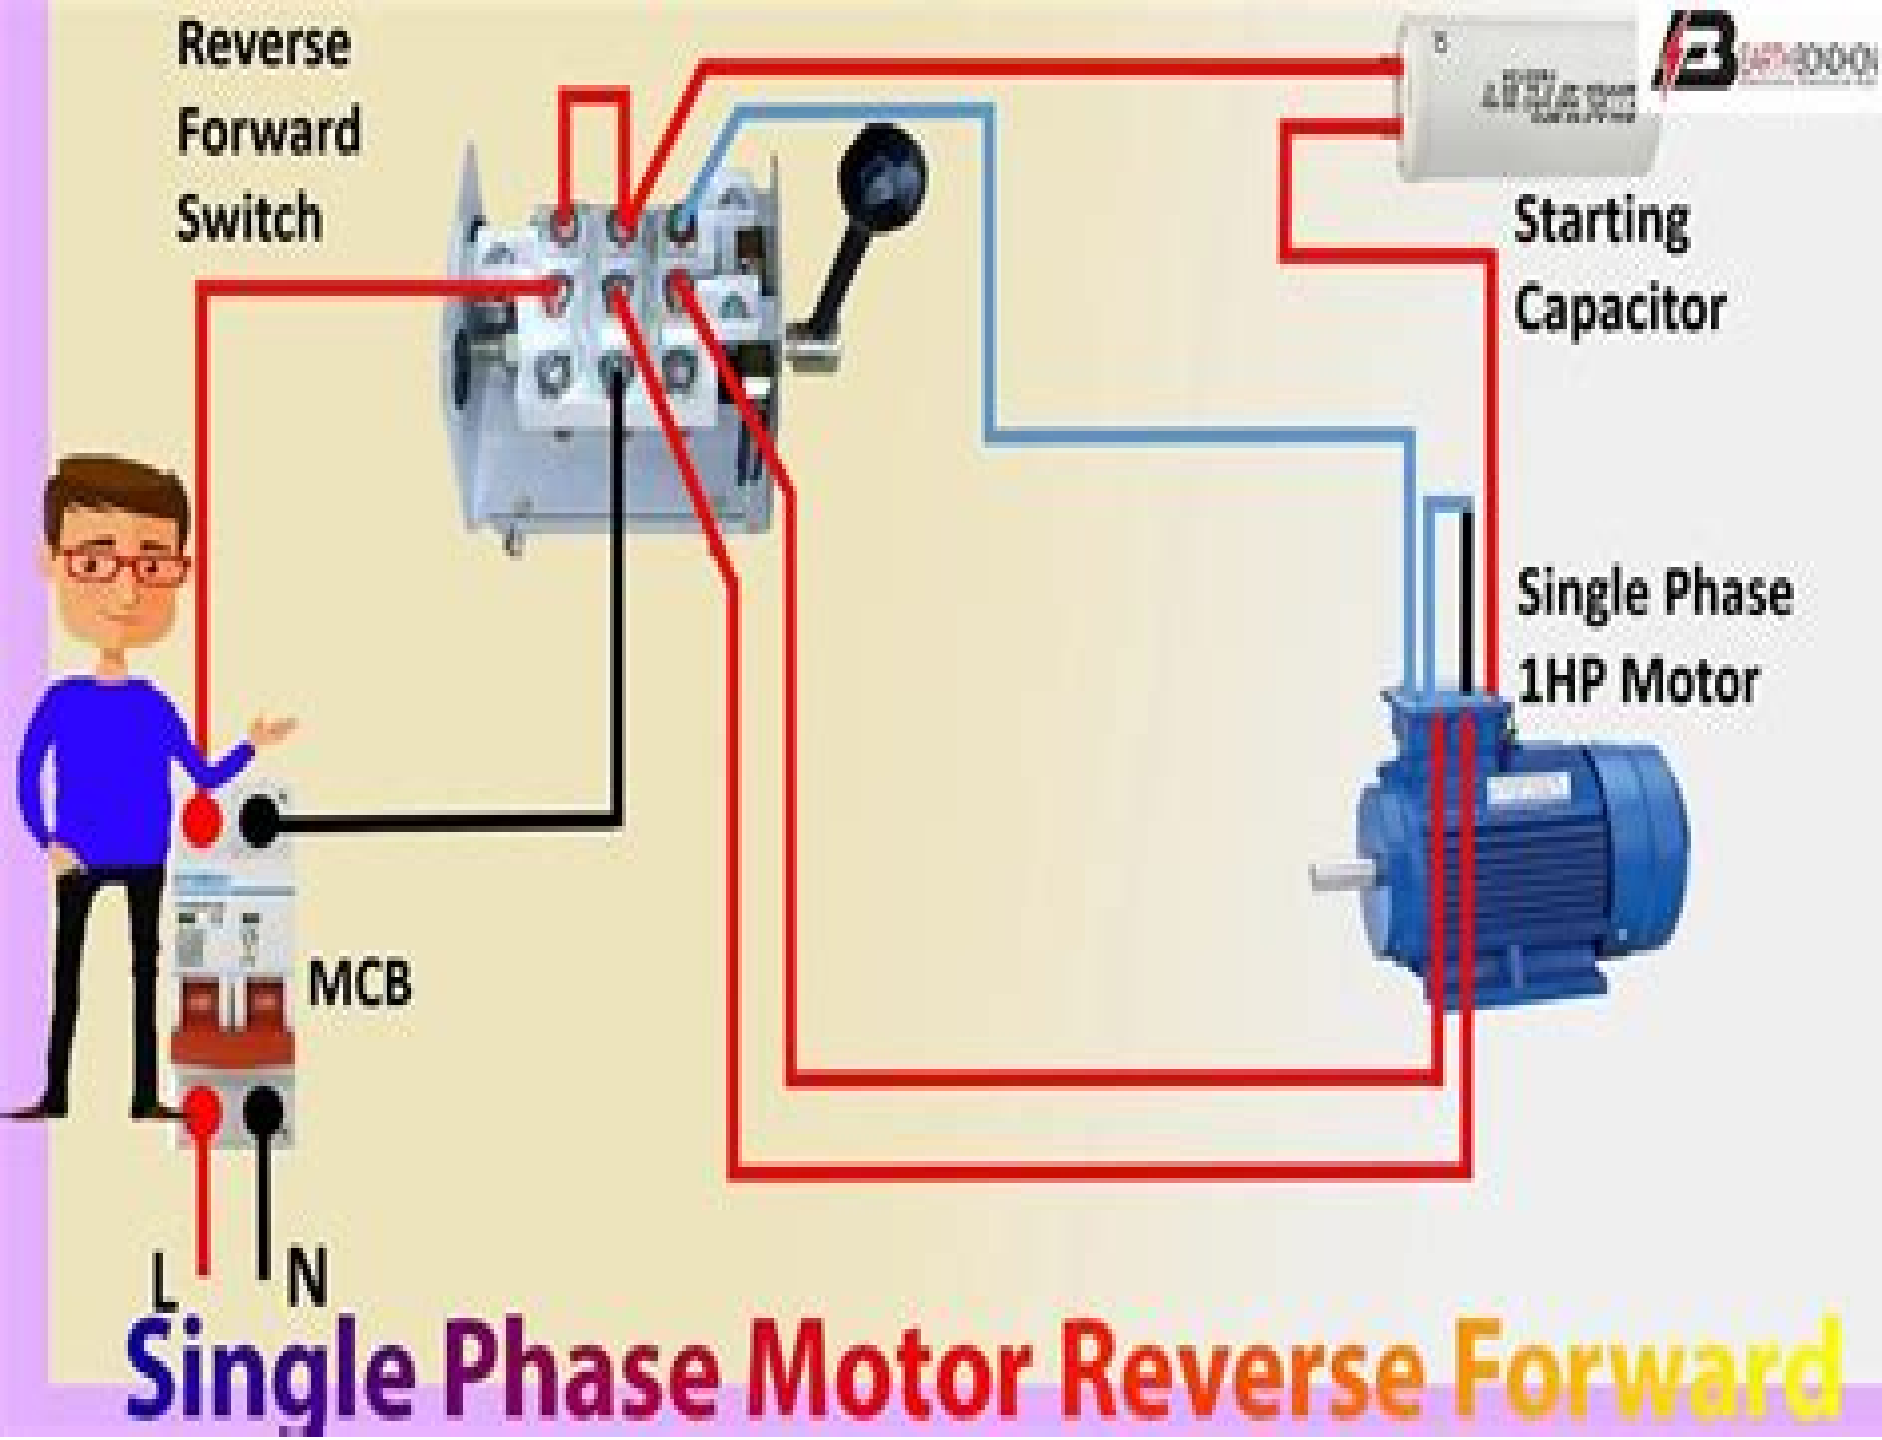 Reverse
Forward
Switch
Starting
Capacitor
Single Phase
1HP Motor
MCB
L N
Single Phase Motor Reverse Forward